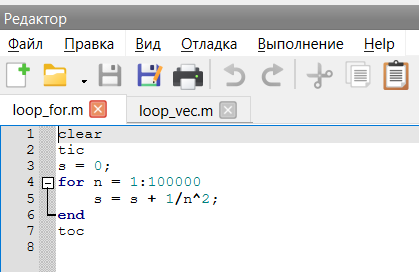 Редактор
Файл Правка Вид Отладка Выполнение Help
loop_for.m loop_vec.m
1 clear
2 tic
3 s = 0;
4 for n = 1:100000
5 s = s + 1/n^2;
6 end
7 toc
8